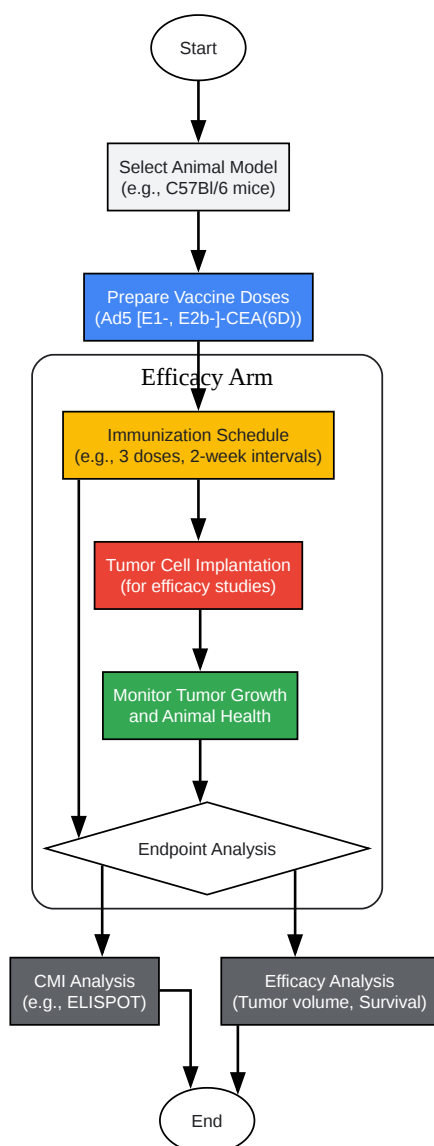 Start
Select Animal Model
(e.g., C57Bl/6 mice)
Prepare Vaccine Doses
(Ad5 [E1-, E2b-]-CEA(6D))
Efficacy Arm
Immunization Schedule
(e.g., 3 doses, 2-week intervals)
Tumor Cell Implantation
(for efficacy studies)
Monitor Tumor Growth
and Animal Health
Endpoint Analysis
CMI Analysis
(e.g., ELISPOT)
Efficacy Analysis
(Tumor volume, Survival)
End